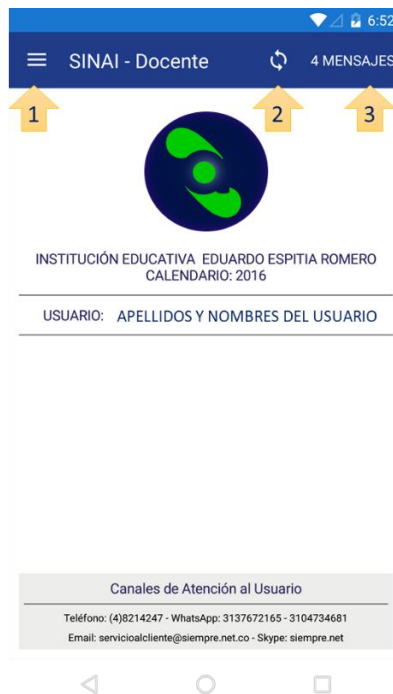 6:52
SINAI - Docente
4 MENSAJES
1
2
3
INSTITUCIÓN EDUCATIVA EDUARDO ESPITIA ROMERO
CALENDARIO: 2016
USUARIO: APELLIDOS Y NOMBRES DEL USUARIO
Canales de Atención al Usuario
Teléfono: (4)8214247 - WhatsApp: 3137672165 - 3104734681
Email: servicioalcliente@siempre.net.co - Skype: siempre.net